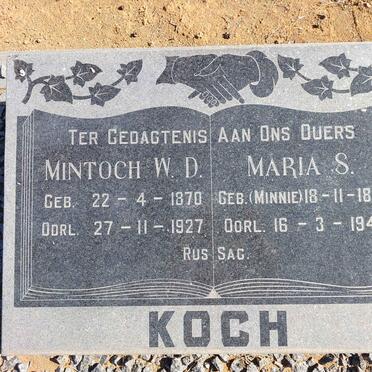 TER GEDAGTENIS AAN ONS OUERS
MINTOCH W. D. MARIA S.
GEB. 22 - 4 - 1870 GEB. (MINNIE) 18 - 11 - 18
OORL. 27 - 11 - 1927 OORL. 16 - 3 - 194
RUS SAG.
KOCH